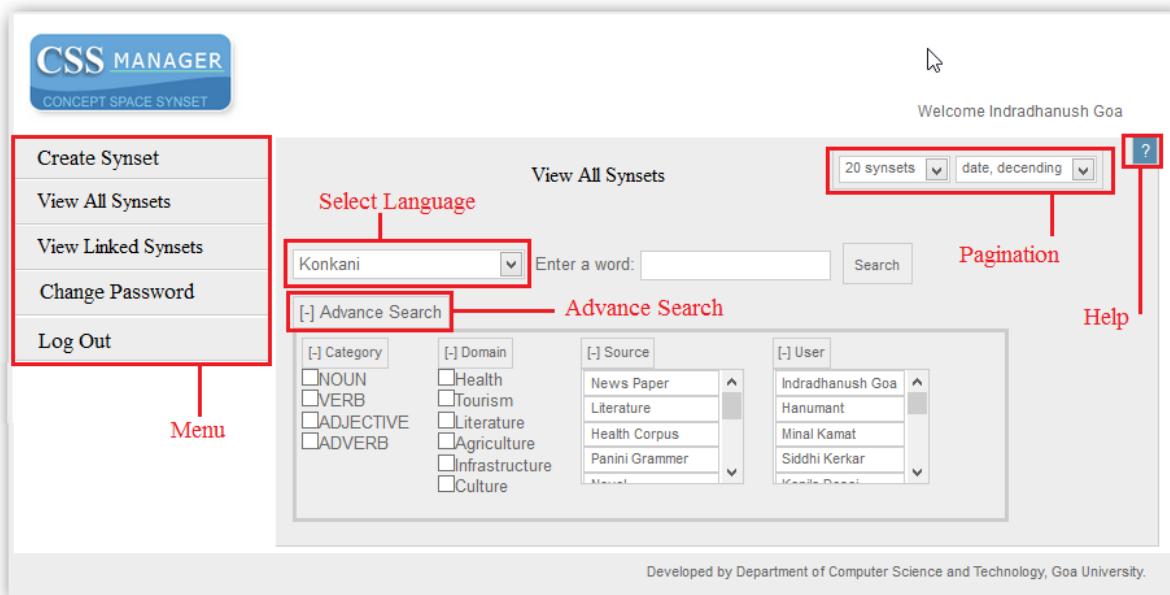 CSS MANAGER
CONCEPT SPACE SYNSET
Welcome Indradhanush Goa
Create Synset
View All Synsets
View Linked Synsets
Change Password
Log Out
Menu
View All Synsets
20 synsets
date, decending
?
Select Language
Pagination
Help
Konkani
Enter a word:
Search
[-] Advance Search
Advance Search
[-] Category
NOUN
VERB
ADJECTIVE
ADVERB
[-] Domain
Health
Tourism
Literature
Agriculture
Infrastructure
Culture
[-] Source
News Paper
Literature
Health Corpus
Panini Grammer
[-] User
Indradhanush Goa
Hanumant
Minal Kamat
Siddhi Kerkar
Developed by Department of Computer Science and Technology, Goa University.